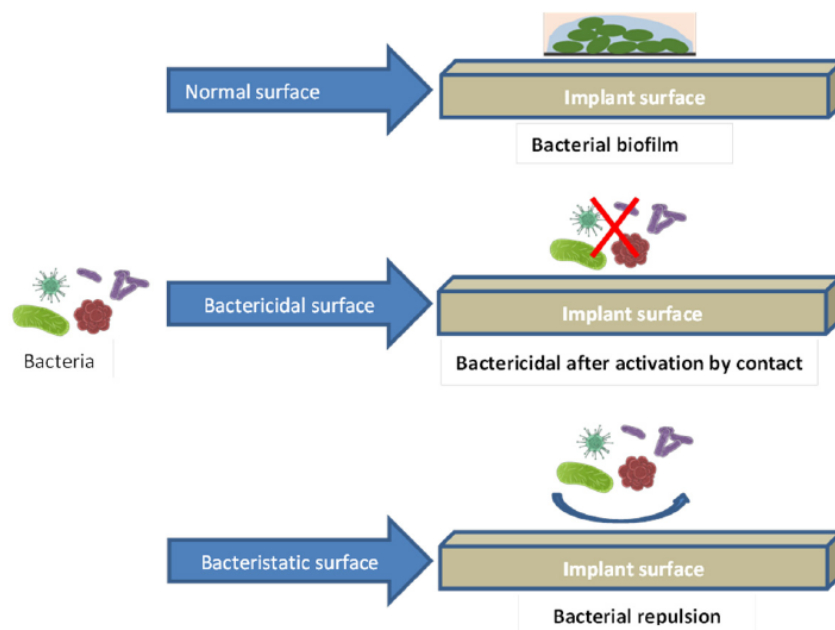 Normal surface
Implant surface
Bacterial biofilm
Bacteria
Bactericidal surface
Implant surface
Bactericidal after activation by contact
Bacteristatic surface
Implant surface
Bacterial repulsion